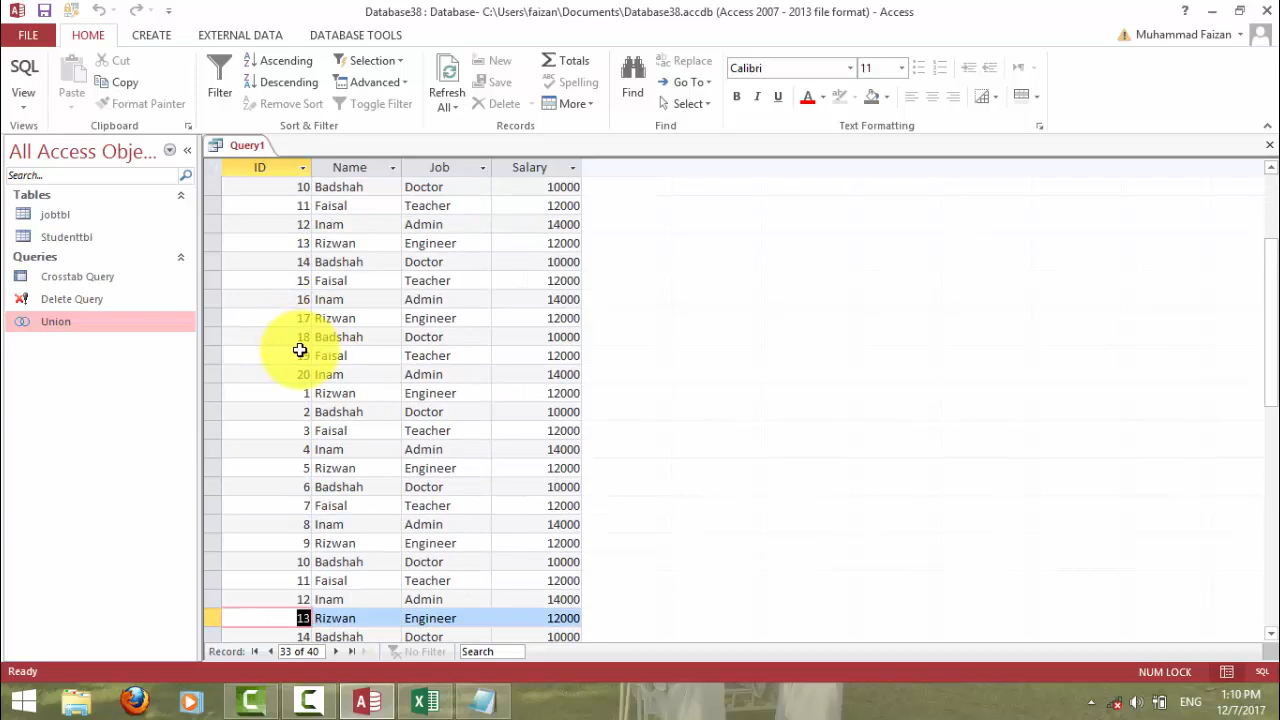 Database38 : Database- C:\Users\faizan\Documents\Database38.accdb (Access 2007 - 2013 file format) - Access
FILE HOME CREATE EXTERNAL DATA DATABASE TOOLS Muhammad Faizan
SQL View Views
Paste Cut Copy Format Painter Clipboard
Filter Ascending Descending Remove Sort Selection Advanced Toggle Filter Sort & Filter
Refresh All New Save Delete Totals Spelling More Records
Find Replace Go To Select Find
Calibri 11 B I U A Text Formatting
All Access Obje...
Search...
Tables
jobtbl
Studenttbl
Queries
Crosstab Query
Delete Query
Union
Query1
ID Name Job Salary
10 Badshah Doctor 10000
11 Faisal Teacher 12000
12 Inam Admin 14000
13 Rizwan Engineer 12000
14 Badshah Doctor 10000
15 Faisal Teacher 12000
16 Inam Admin 14000
17 Rizwan Engineer 12000
18 Badshah Doctor 10000
19 Faisal Teacher 12000
20 Inam Admin 14000
1 Rizwan Engineer 12000
2 Badshah Doctor 10000
3 Faisal Teacher 12000
4 Inam Admin 14000
5 Rizwan Engineer 12000
6 Badshah Doctor 10000
7 Faisal Teacher 12000
8 Inam Admin 14000
9 Rizwan Engineer 12000
10 Badshah Doctor 10000
11 Faisal Teacher 12000
12 Inam Admin 14000
13 Rizwan Engineer 12000
14 Badshah Doctor 10000
Record: 33 of 40 No Filter Search
Ready NUM LOCK SQL
ENG 1:10 PM
12/7/2017